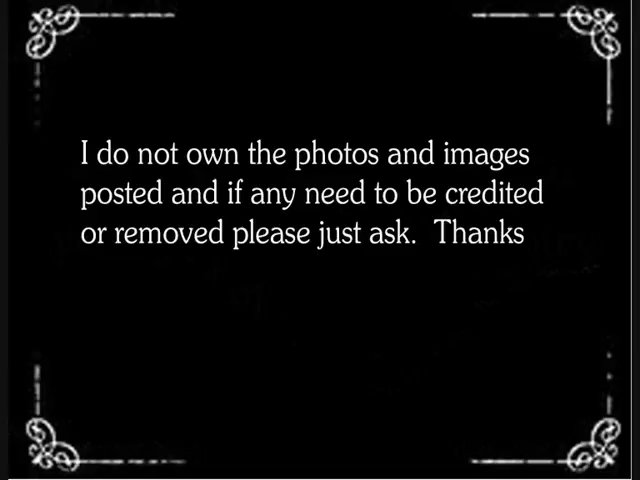 I do not own the photos and images
posted and if any need to be credited
or removed please just ask.  Thanks